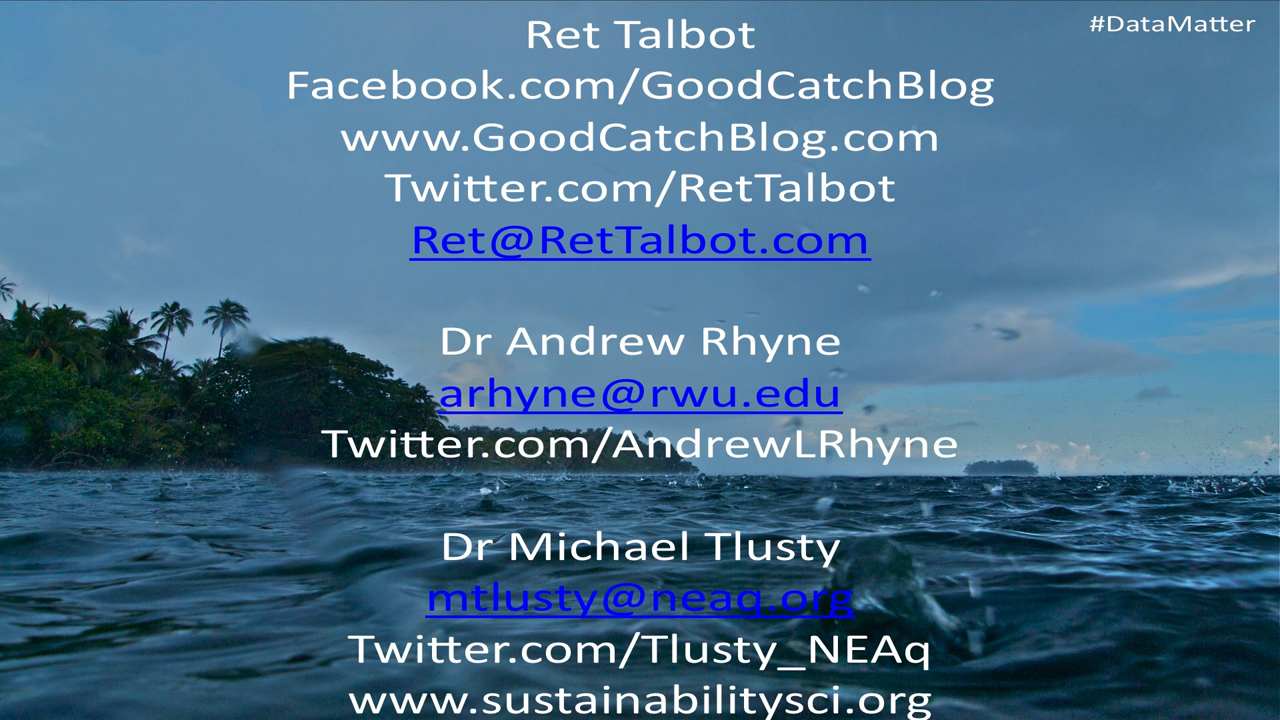 #DataMatter
Ret Talbot
Facebook.com/GoodCatchBlog
www.GoodCatchBlog.com
Twitter.com/RetTalbot
Ret@RetTalbot.com
Dr Andrew Rhyne
arhyne@rwu.edu
Twitter.com/AndrewLRhyne
Dr Michael Tlusty
mtlusty@neaq.org
Twitter.com/Tlusty_NEAq
www.sustainabilitysci.org